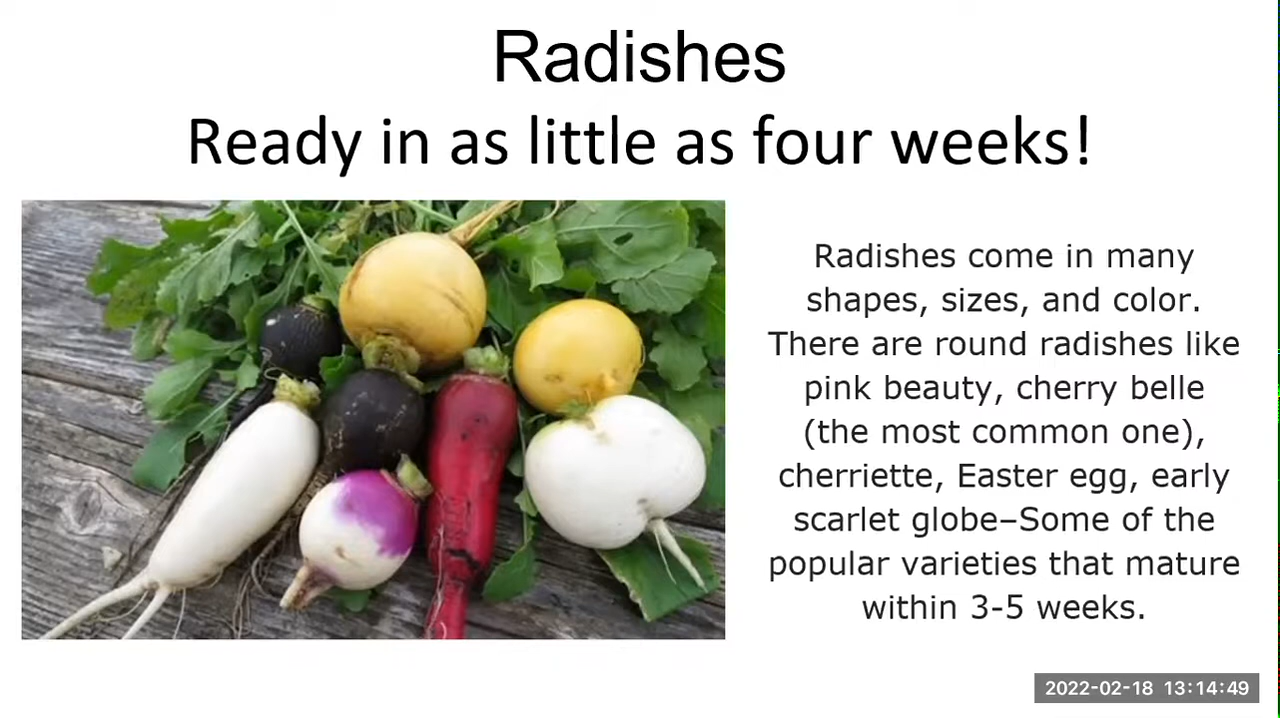 Radishes
Ready in as little as four weeks!
Radishes come in many
shapes, sizes, and color.
There are round radishes like
pink beauty, cherry belle
(the most common one),
cherriette, Easter egg, early
scarlet globe–Some of the
popular varieties that mature
within 3-5 weeks.
2022-02-18 13:14:49